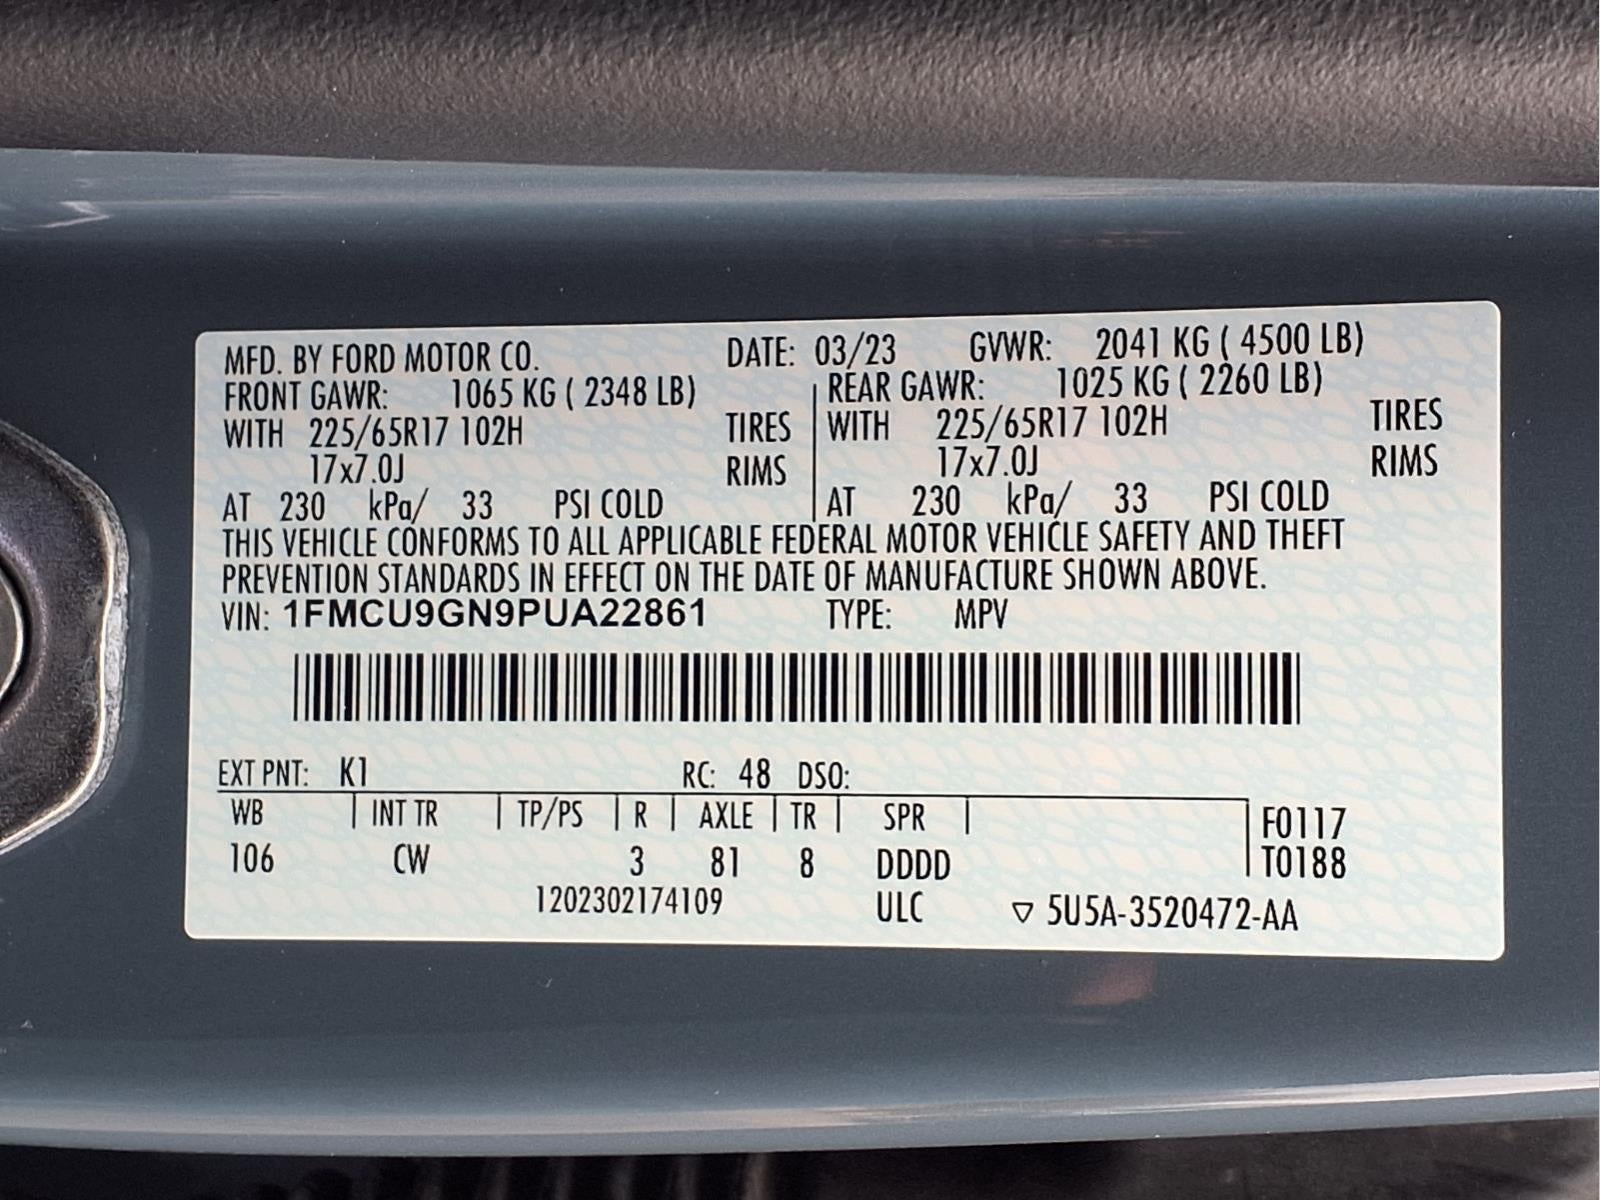 MFD. BY FORD MOTOR CO. DATE: 03/23 GVWR: 2041 KG ( 4500 LB)
FRONT GAWR: 1065 KG ( 2348 LB) REAR GAWR: 1025 KG ( 2260 LB)
WITH 225/65R17 102H TIRES WITH 225/65R17 102H TIRES
17x7.0J RIMS 17x7.0J RIMS
AT 230 kPa/ 33 PSI COLD AT 230 kPa/ 33 PSI COLD
THIS VEHICLE CONFORMS TO ALL APPLICABLE FEDERAL MOTOR VEHICLE SAFETY AND THEFT
PREVENTION STANDARDS IN EFFECT ON THE DATE OF MANUFACTURE SHOWN ABOVE.
VIN: 1FMCU9GN9PUA22861 TYPE: MPV
EXT PNT: K1 RC: 48 DSO:
WB INT TR TP/PS R AXLE TR SPR F0117
106 CW 3 81 8 DDDD T0188
1202302174109 ULC ▽ 5U5A-3520472-AA